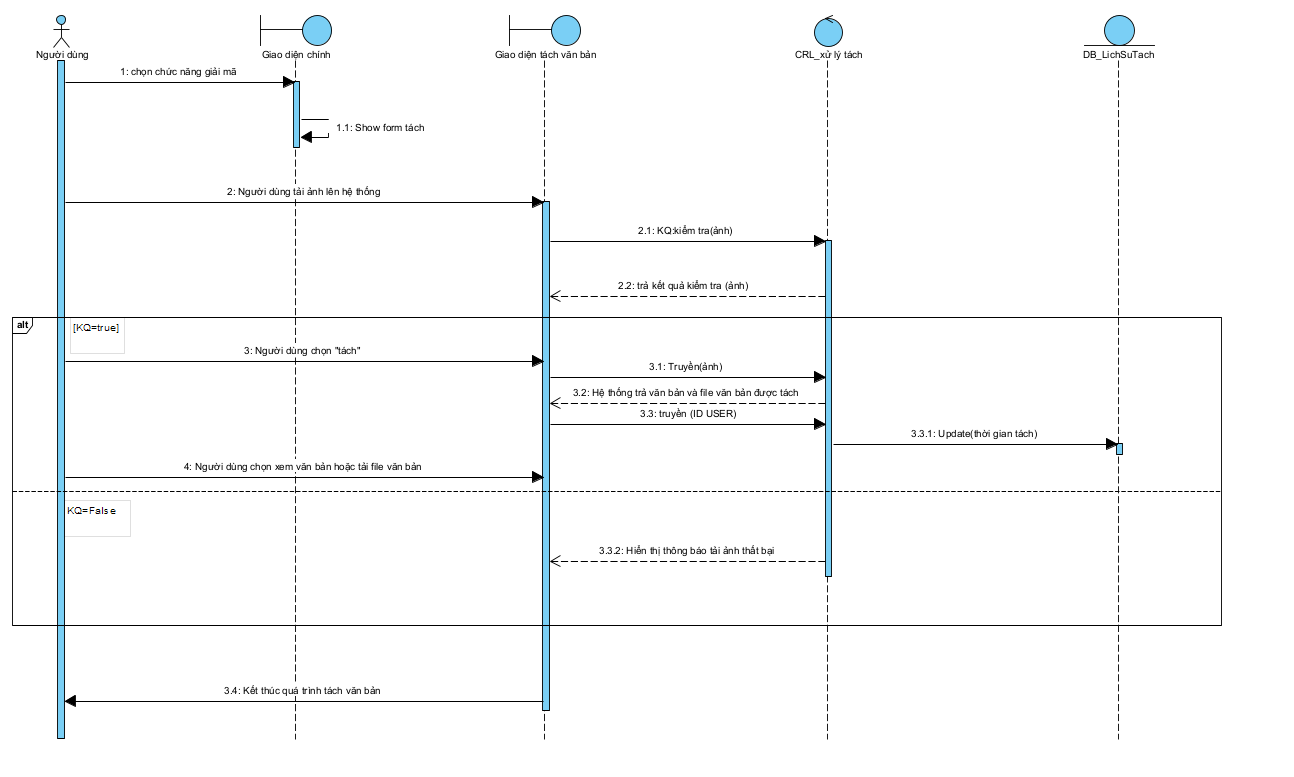 Người dùng
Giao diện chính
Giao diện tách văn bản
CRL_xử lý tách
DB_LichSuTach
1: chọn chức năng giải mã
1.1: Show form tách
2: Người dùng tải ảnh lên hệ thống
2.1: KQ:kiểm tra(ảnh)
2.2: trả kết quả kiểm tra (ảnh)
alt
[KQ=true]
3: Người dùng chọn "tách"
3.1: Truyền(ảnh)
3.2: Hệ thống trả văn bản và file văn bản được tách
3.3: truyền (ID USER)
3.3.1: Update(thời gian tách)
4: Người dùng chọn xem văn bản hoặc tải file văn bản
KQ=False
3.3.2: Hiển thị thông báo tải ảnh thất bại
3.4: Kết thúc quá trình tách văn bản